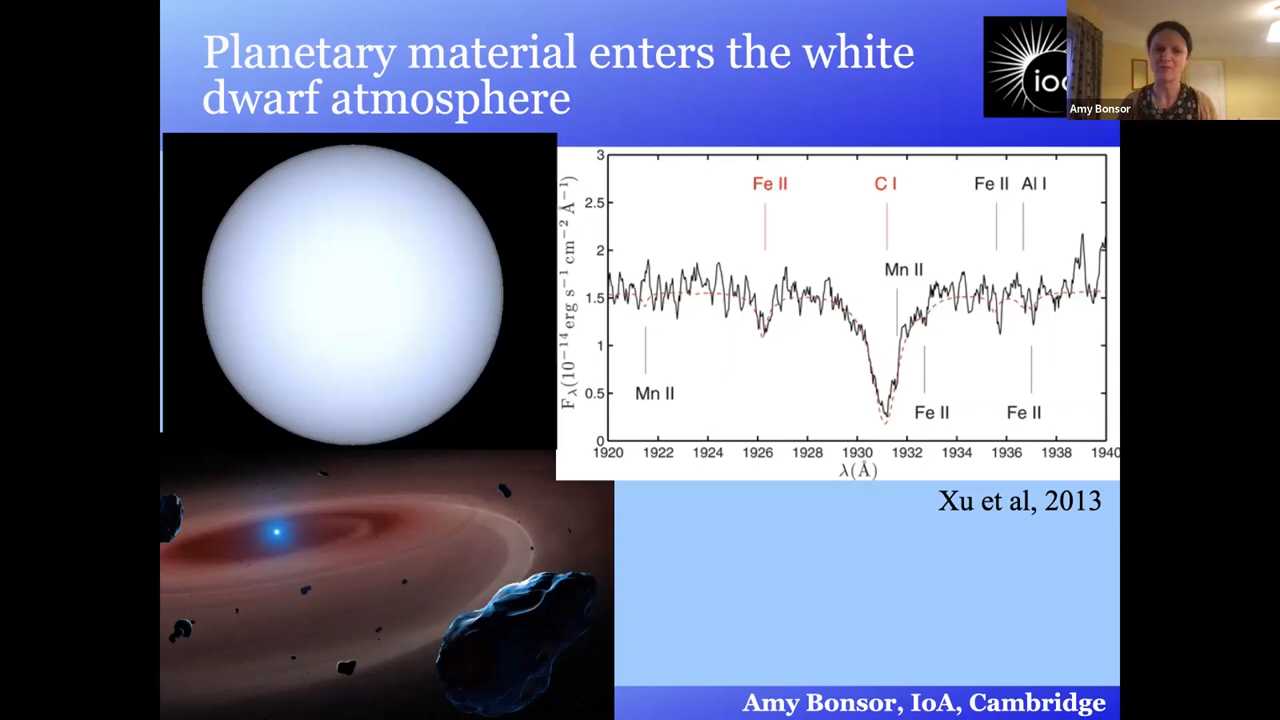 Planetary material enters the white
dwarf atmosphere
Amy Bonsor
3
2.5
2
1.5
1
0.5
0
Fλ(10−14 erg s−1 cm−2 Å−1)
Fe II
C I
Fe II
Al I
Mn II
Mn II
Fe II
Fe II
1920 1922 1924 1926 1928 1930 1932 1934 1936 1938 1940
λ(Å)
Xu et al, 2013
Amy Bonsor, IoA, Cambridge